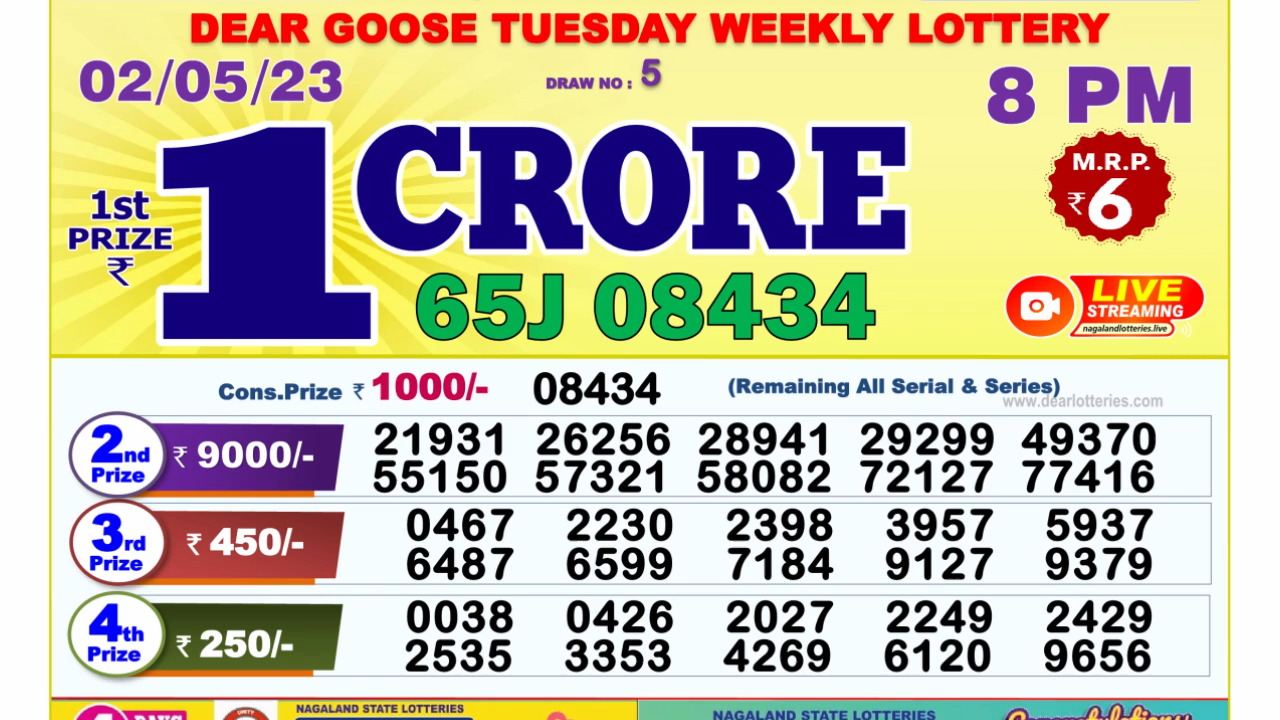 DEAR GOOSE TUESDAY WEEKLY LOTTERY
02/05/23
DRAW NO : 5
8 PM
1st
PRIZE
₹
1 CRORE
M.R.P.
₹ 6
65J 08434
LIVE
STREAMING
nagalandlotteries.live
Cons.Prize ₹ 1000/- 08434 (Remaining All Serial & Series)
www.dearlotteries.com
2nd
Prize
₹ 9000/-
21931 26256 28941 29299 49370
55150 57321 58082 72127 77416
3rd
Prize
₹ 450/-
0467 2230 2398 3957 5937
6487 6599 7184 9127 9379
4th
Prize
₹ 250/-
0038 0426 2027 2249 2429
2535 3353 4269 6120 9656
NAGALAND STATE LOTTERIES
UNITY
NAGALAND STATE LOTTERIES
Congratulations